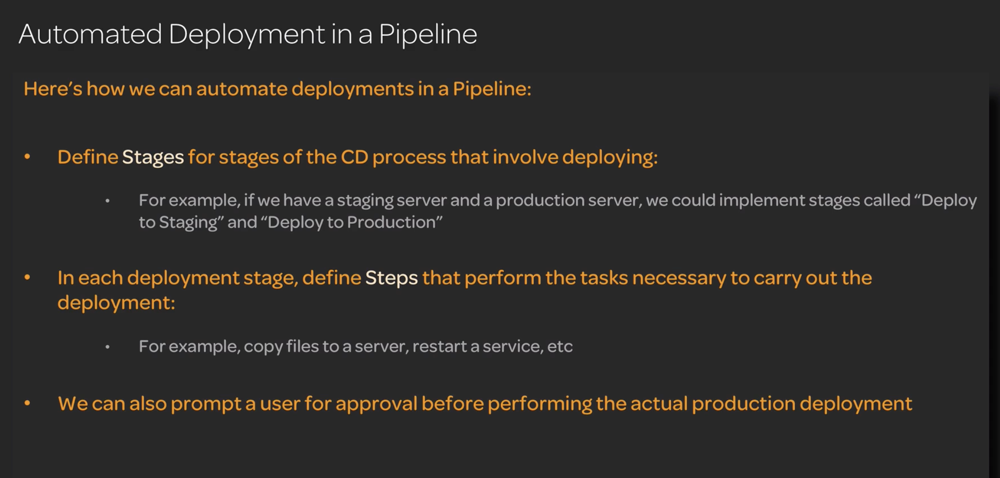 Automated Deployment in a Pipeline
Here's how we can automate deployments in a Pipeline:
• Define Stages for stages of the CD process that involve deploying:
• For example, if we have a staging server and a production server, we could implement stages called “Deploy
to Staging” and “Deploy to Production”
• In each deployment stage, define Steps that perform the tasks necessary to carry out the
deployment:
• For example, copy files to a server, restart a service, etc
• We can also prompt a user for approval before performing the actual production deployment